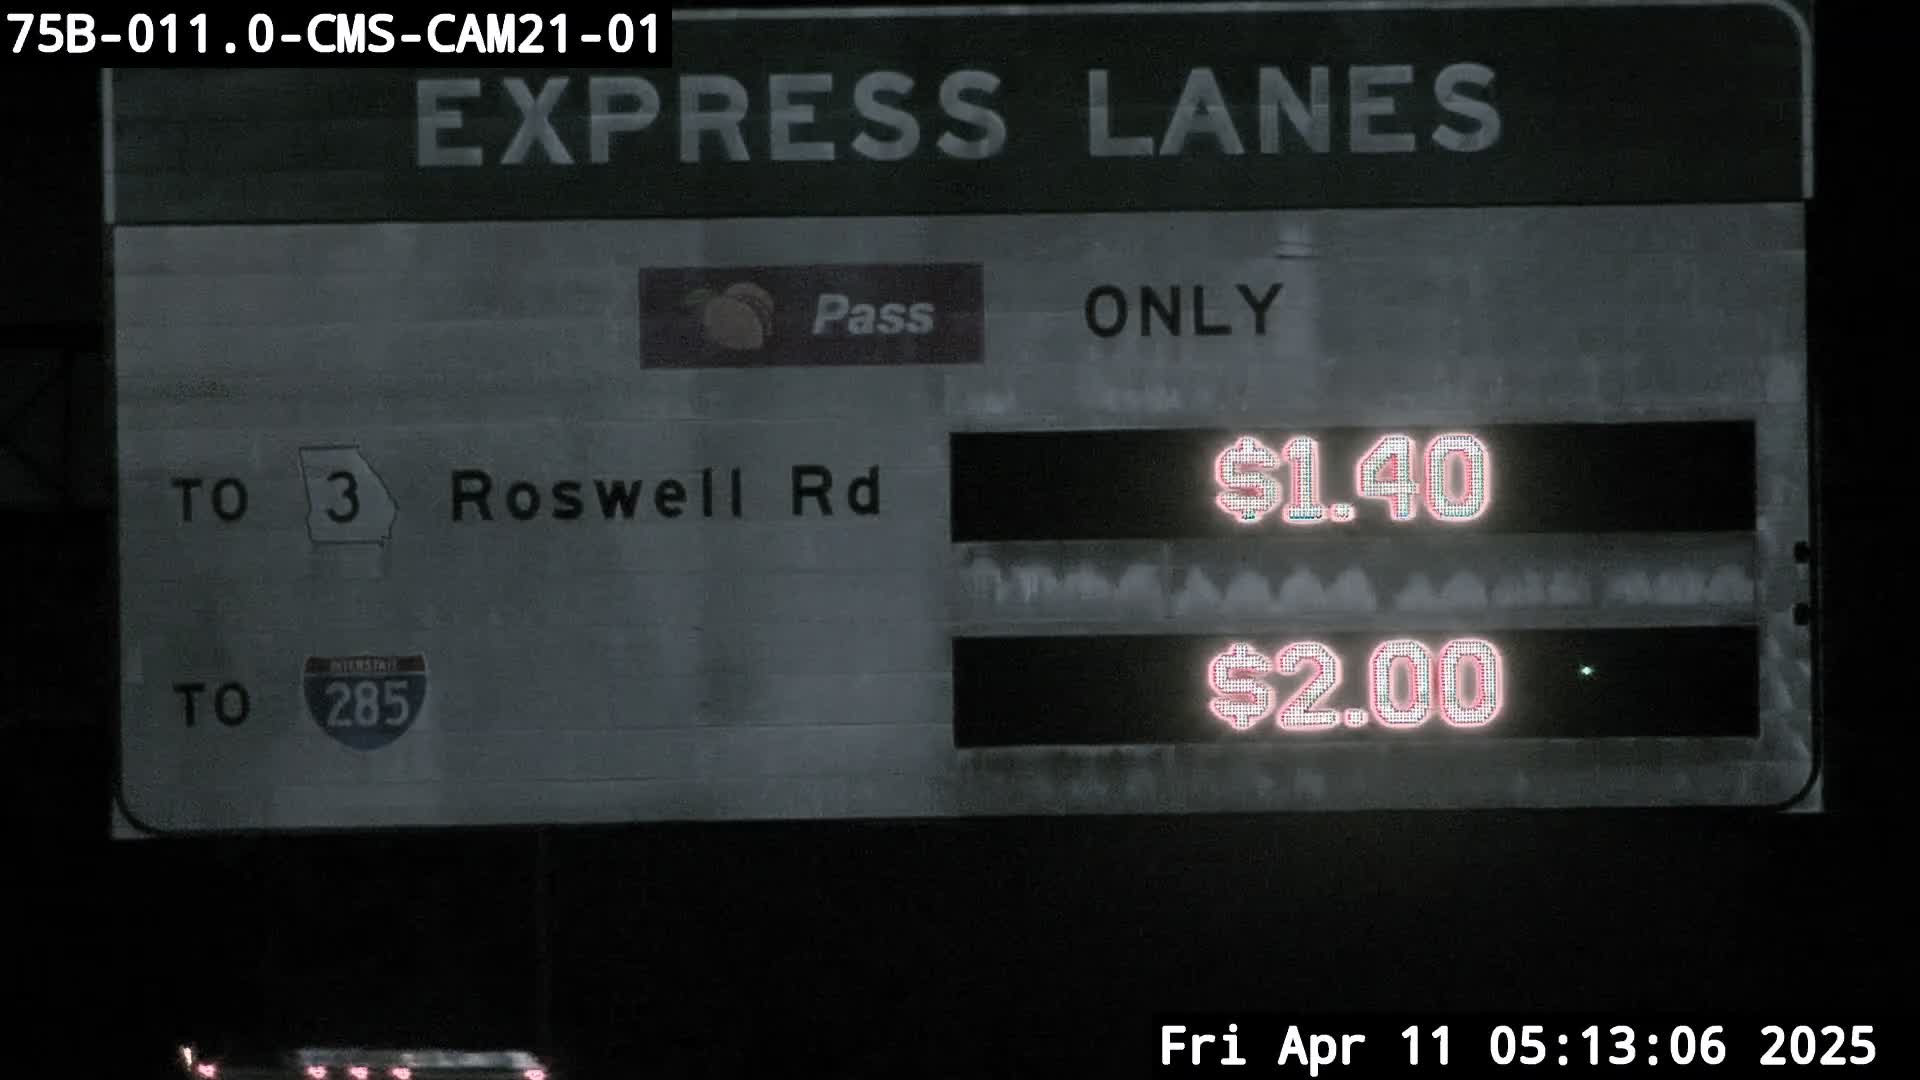 75B-011.0-CMS-CAM21-01
EXPRESS LANES
Pass ONLY
TO 3 Roswell Rd $1.40
TO INTERSTATE 285 $2.00
Fri Apr 11 05:13:06 2025